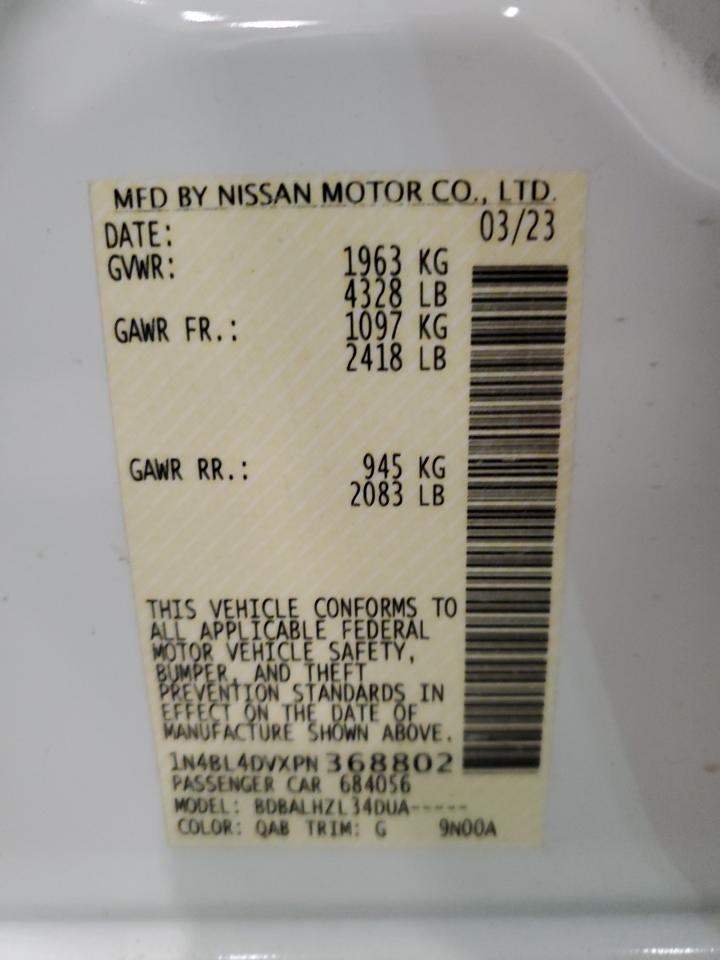 MFD BY NISSAN MOTOR CO., LTD.
DATE: 03/23
GVWR: 1963 KG
4328 LB
GAWR FR.: 1097 KG
2418 LB
GAWR RR.: 945 KG
2083 LB
THIS VEHICLE CONFORMS TO
ALL APPLICABLE FEDERAL
MOTOR VEHICLE SAFETY,
BUMPER, AND THEFT
PREVENTION STANDARDS IN
EFFECT ON THE DATE OF
MANUFACTURE SHOWN ABOVE.
1N4BL4DVXPN 368802
PASSENGER CAR 684056
MODEL: BDBALHZL34DUA-----
COLOR: QAB TRIM: G 9N00A